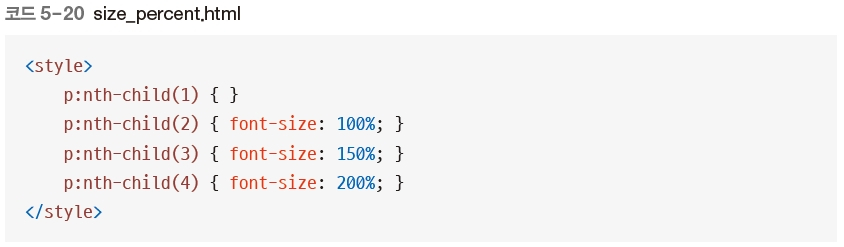 코드 5-20 size_percent.html
<style>
    p:nth-child(1) { }
    p:nth-child(2) { font-size: 100%; }
    p:nth-child(3) { font-size: 150%; }
    p:nth-child(4) { font-size: 200%; }
</style>